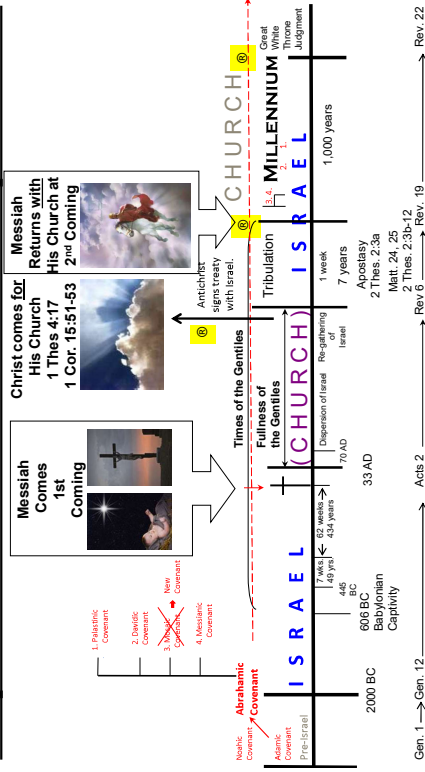 Messiah
Comes
1st
Coming
Christ comes for
His Church
1 Thes 4:17
1 Cor. 15:51-53
Messiah
Returns with
His Church at
2nd Coming
1. Palastinic
Covenant
2. Davidic
Covenant
3. Mosaic
Covenant
New
Covenant
4. Messianic
Covenant
Abrahamic
Covenant
Noahic
Covenant
Adamic
Covenant
Times of the Gentiles
Fullness of
the Gentiles
®
Antichrist
signs treaty
with Israel.
®
CHURCH
®
Great
White
Throne
Judgment
Tribulation
3. 4.
MILLENNIUM
2. 1.
Pre-Israel
ISRAEL
(CHURCH)
ISRAEL
7 wks.
49 yrs.
62 weeks
434 years
Dispersion of Israel
Re-gathering
of
Israel
1 week
7 years
1,000 years
2000 BC
606 BC
Babylonian
Captivity
445
BC
33 AD
70 AD
Apostasy
2 Thes. 2:3a
Matt. 24, 25
2 Thes. 2:3b-12
Gen. 1
Gen. 12
Acts 2
Rev 6
Rev. 19
Rev. 22